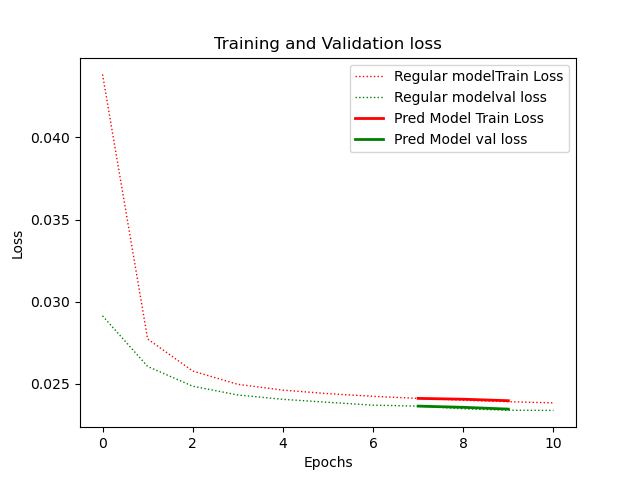 Training and Validation loss
Regular modelTrain Loss
Regular modelval loss
Pred Model Train Loss
Pred Model val loss
0.040
0.035
0.030
0.025
Loss
0 2 4 6 8 10
Epochs